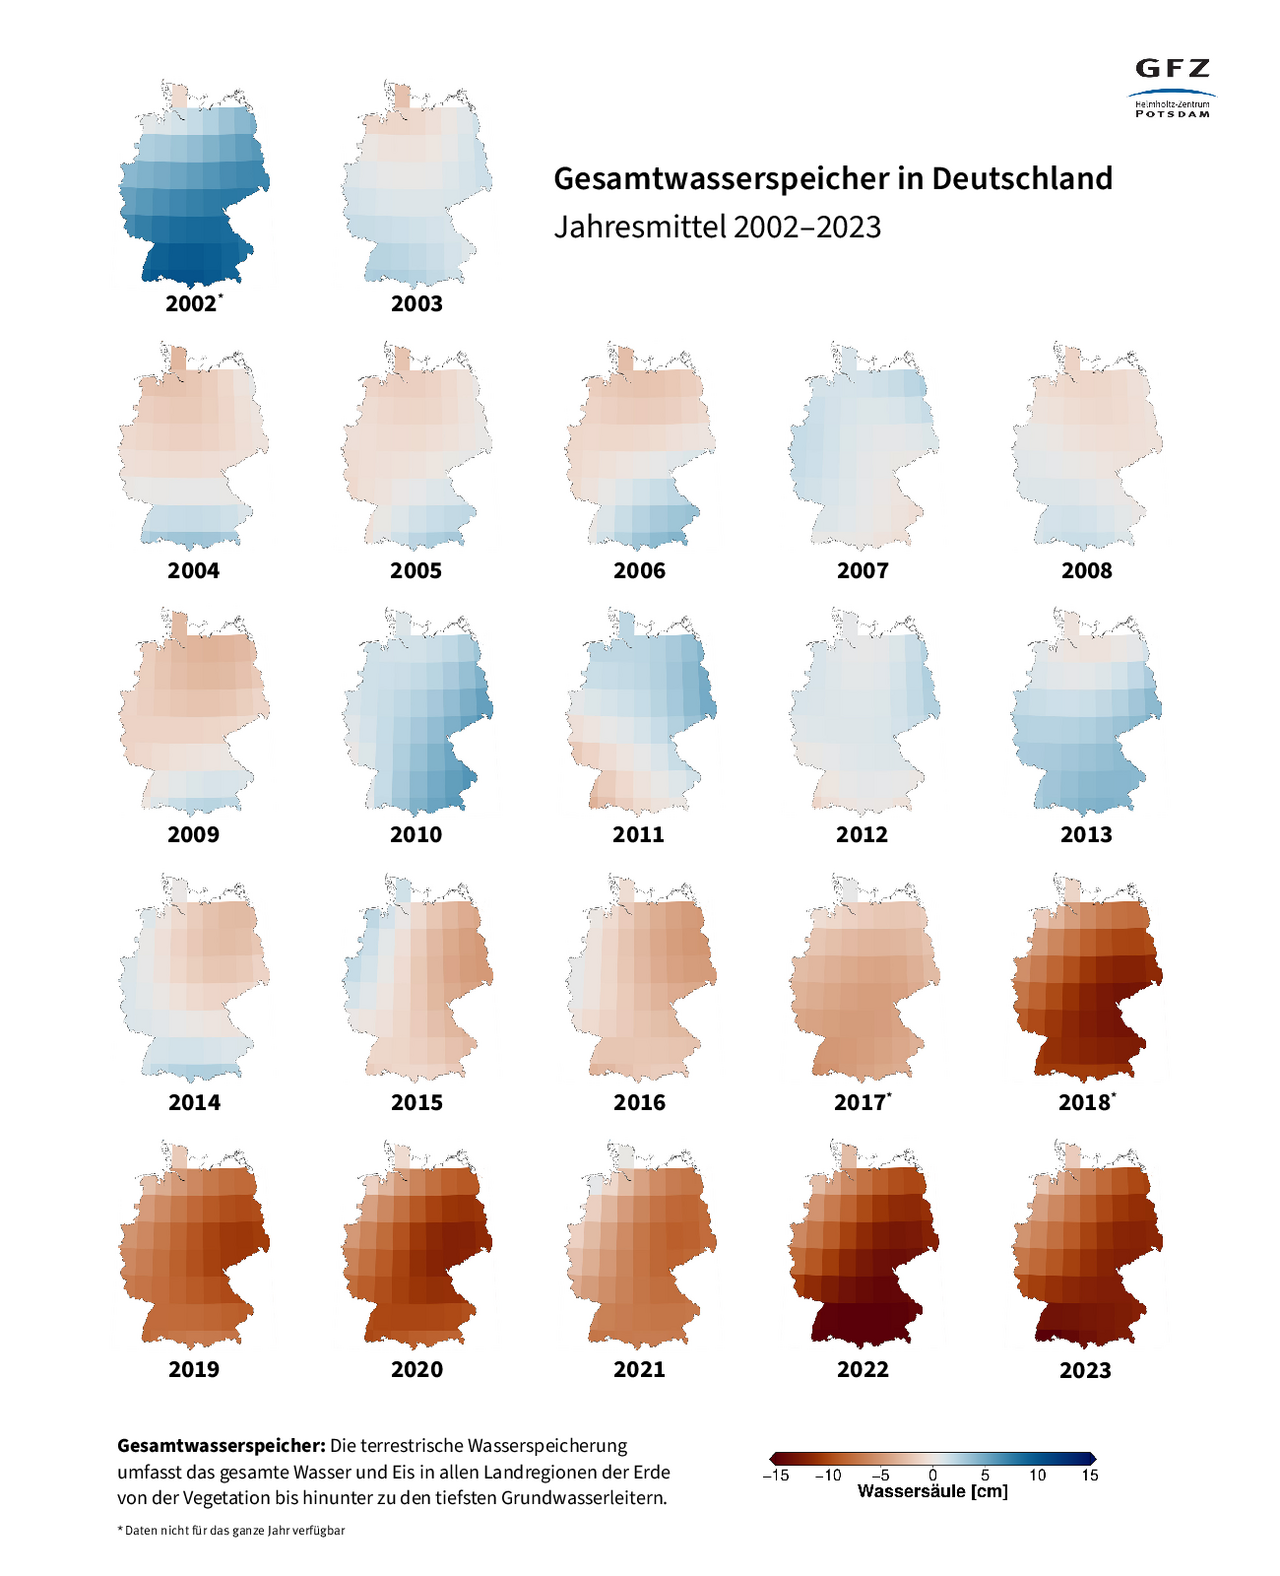 GFZ
Helmholtz-Zentrum
POTSDAM
Gesamtwasserspeicher in Deutschland
Jahresmittel 2002–2023
2002*
2003
2004
2005
2006
2007
2008
2009
2010
2011
2012
2013
2014
2015
2016
2017*
2018*
2019
2020
2021
2022
2023
Gesamtwasserspeicher: Die terrestrische Wasserspeicherung
umfasst das gesamte Wasser und Eis in allen Landregionen der Erde
von der Vegetation bis hinunter zu den tiefsten Grundwasserleitern.
* Daten nicht für das ganze Jahr verfügbar
−15 −10 −5 0 5 10 15
Wassersäule [cm]